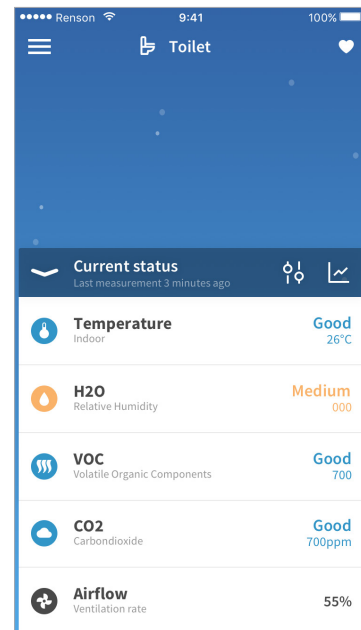 Renson 9:41 100%
Toilet
Current status
Last measurement 3 minutes ago
Temperature Good
Indoor 26°C
H2O Medium
Relative Humidity 000
VOC Good
Volatile Organic Components 700
CO2 Good
Carbondioxide 700ppm
Airflow 55%
Ventilation rate